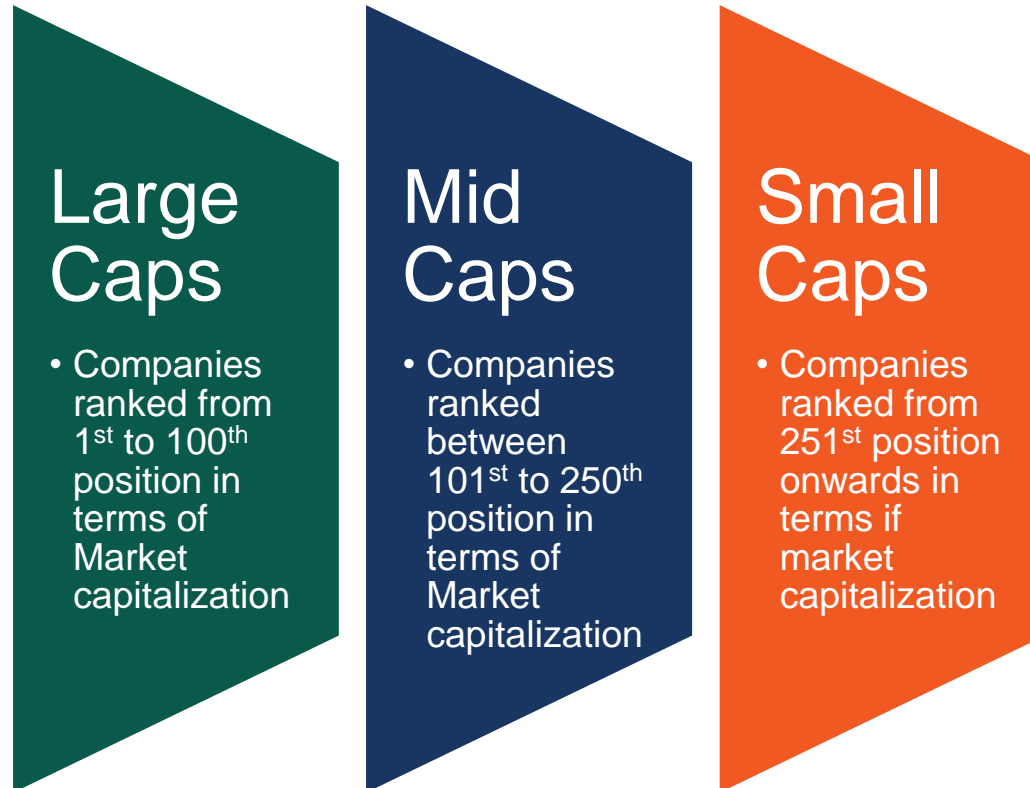 Large
Caps
• Companies
ranked from
1st to 100th
position in
terms of
Market
capitalization
Mid
Caps
• Companies
ranked
between
101st to 250th
position in
terms of
Market
capitalization
Small
Caps
• Companies
ranked from
251st position
onwards in
terms if
market
capitalization